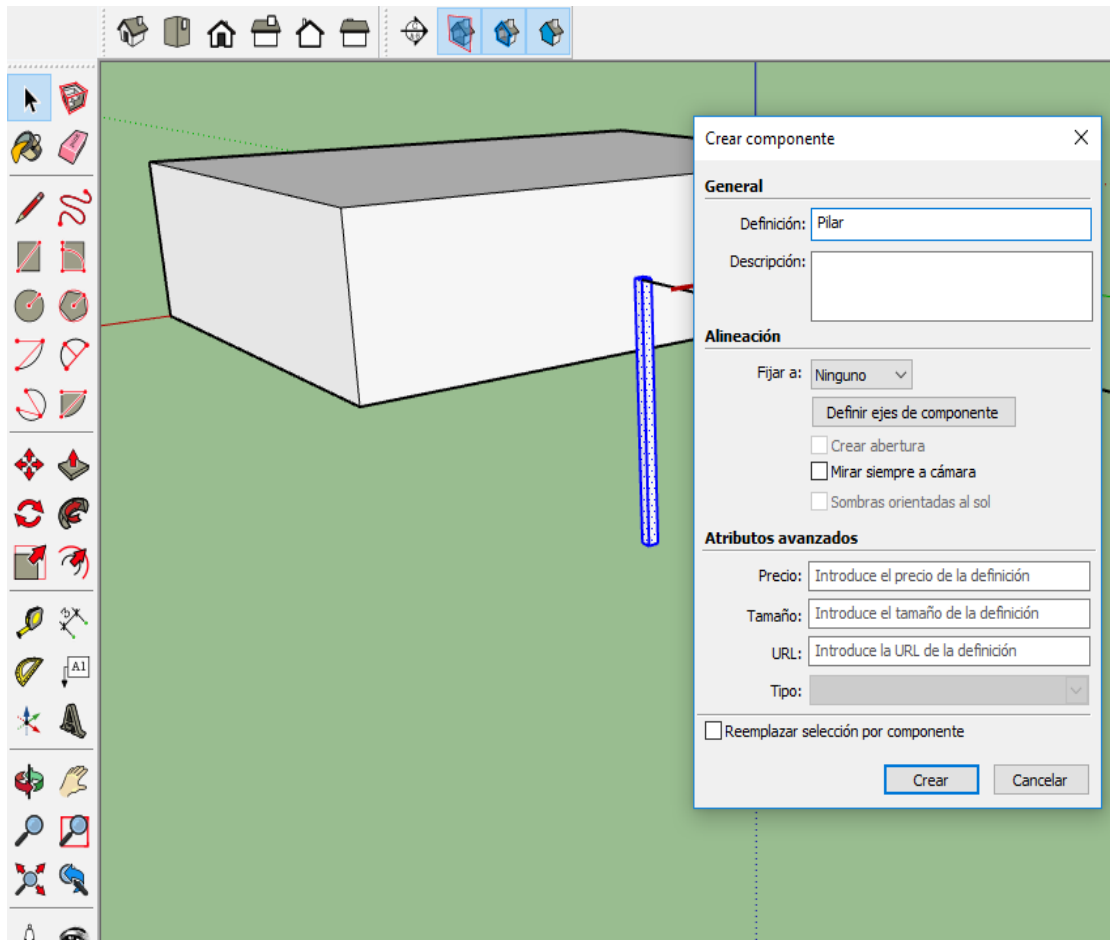 A1
Crear componente
General
Definición: Pilar
Descripción:
Alineación
Fijar a: Ninguno
Definir ejes de componente
Crear abertura
Mirar siempre a cámara
Sombras orientadas al sol
Atributos avanzados
Precio: Introduce el precio de la definición
Tamaño: Introduce el tamaño de la definición
URL: Introduce la URL de la definición
Tipo:
Reemplazar selección por componente
Crear Cancelar